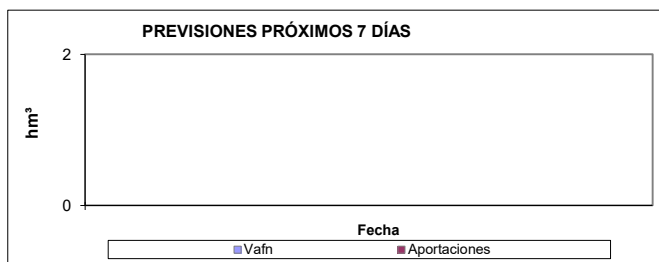 PREVISIONES PRÓXIMOS 7 DÍAS
2
hm³
0
Fecha
Vafn Aportaciones